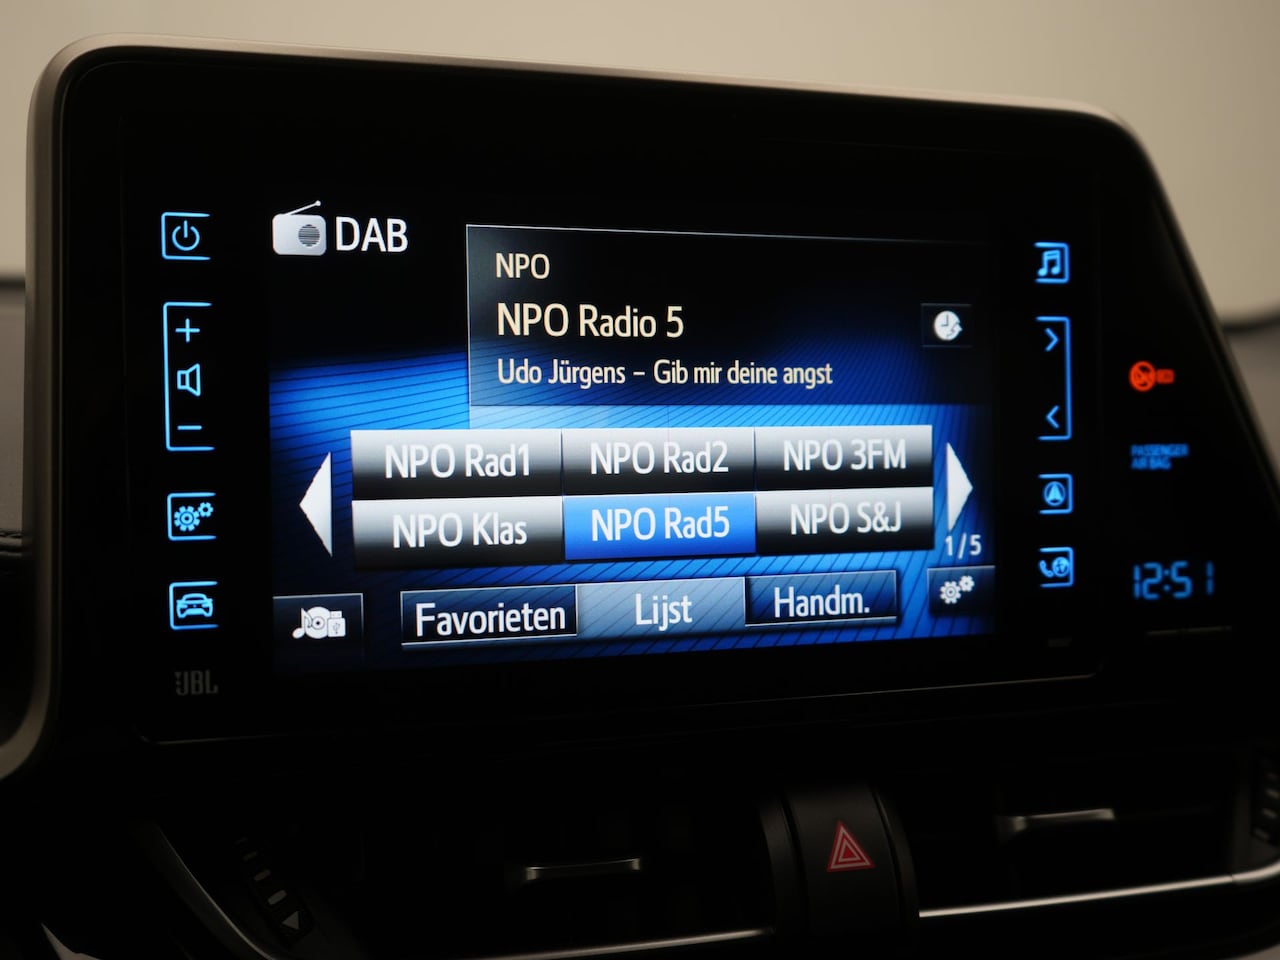 DAB
NPO
NPO Radio 5
Udo Jürgens – Gib mir deine angst
NPO Rad1 NPO Rad2 NPO 3FM
NPO Klas NPO Rad5 NPO S&J
1/5
Favorieten Lijst Handm.
JBL
PASSENGER
AIR BAG
12:51